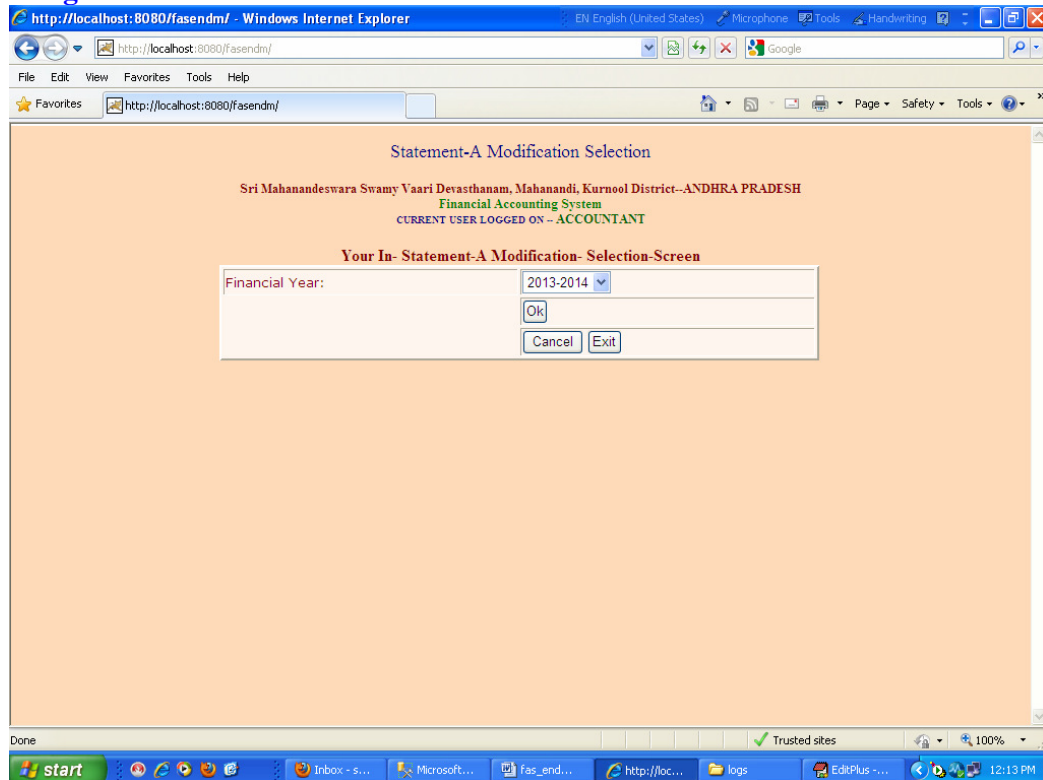 http://localhost:8080/fasendm/ - Windows Internet Explorer
EN English (United States) Microphone Tools Handwriting
http://localhost:8080/fasendm/
Google
File Edit View Favorites Tools Help
Favorites http://localhost:8080/fasendm/ Page Safety Tools
Statement-A Modification Selection
Sri Mahanandeswara Swamy Vaari Devasthanam, Mahanandi, Kurnool District--ANDHRA PRADESH
Financial Accounting System
CURRENT USER LOGGED ON -- ACCOUNTANT
Your In- Statement-A Modification- Selection-Screen
Financial Year: 2013-2014
Ok
Cancel Exit
Done Trusted sites 100%
start Inbox - s... Microsoft... fas_end... http://loc... logs EditPlus -... 12:13 PM